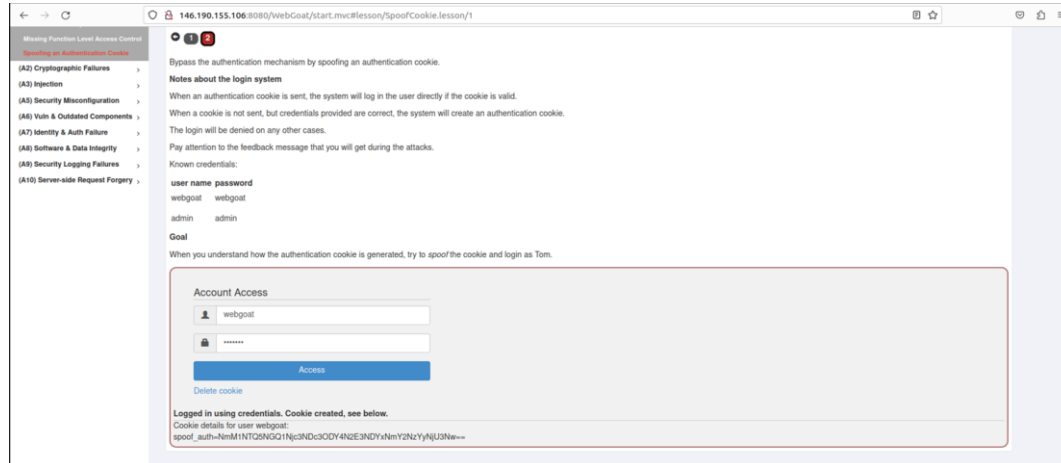 146.190.155.106:8080/WebGoat/start.mvc#lesson/SpoofCookie.lesson/1
Missing Function Level Access Control
Spoofing an Authentication Cookie
(A2) Cryptographic Failures
(A3) Injection
(A5) Security Misconfiguration
(A6) Vuln & Outdated Components
(A7) Identity & Auth Failure
(A8) Software & Data Integrity
(A9) Security Logging Failures
(A10) Server-side Request Forgery
1 2
Bypass the authentication mechanism by spoofing an authentication cookie.
Notes about the login system
When an authentication cookie is sent, the system will log in the user directly if the cookie is valid.
When a cookie is not sent, but credentials provided are correct, the system will create an authentication cookie.
The login will be denied on any other cases.
Pay attention to the feedback message that you will get during the attacks.
Known credentials:
user name password
webgoat webgoat
admin admin
Goal
When you understand how the authentication cookie is generated, try to spoof the cookie and login as Tom.
Account Access
webgoat
•••••••
Access
Delete cookie
Logged in using credentials. Cookie created, see below.
Cookie details for user webgoat:
spoof_auth=NmM1NTQ5NGQ1Njc3NDc3ODY4N2E3NDYxNmY2NzYyNjU3Nw==